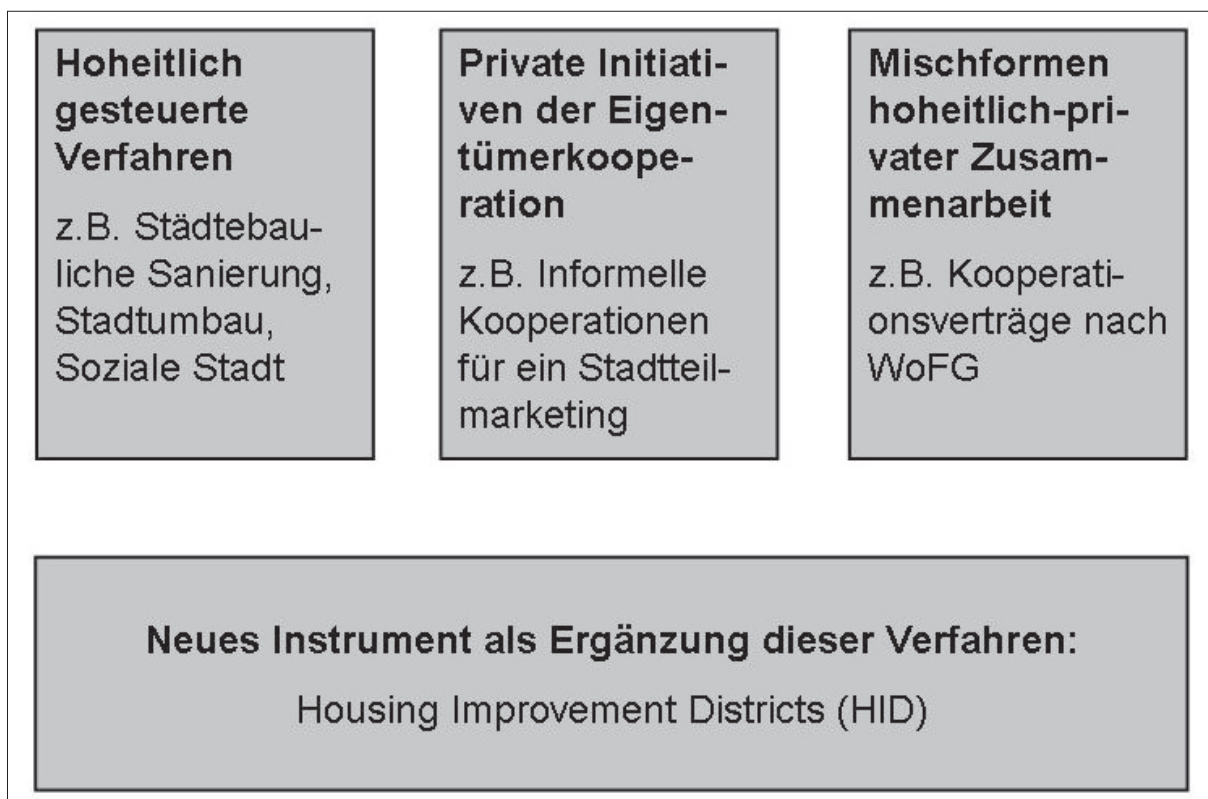 Hoheitlich
gesteuerte
Verfahren
z.B. Städtebau-
liche Sanierung,
Stadtumbau,
Soziale Stadt
Private Initiati-
ven der Eigen-
tümerkoope-
ration
z.B. Informelle
Kooperationen
für ein Stadtteil-
marketing
Mischformen
hoheitlich-pri-
vater Zusam-
menarbeit
z.B. Kooperati-
onsverträge nach
WoFG
Neues Instrument als Ergänzung dieser Verfahren:
Housing Improvement Districts (HID)